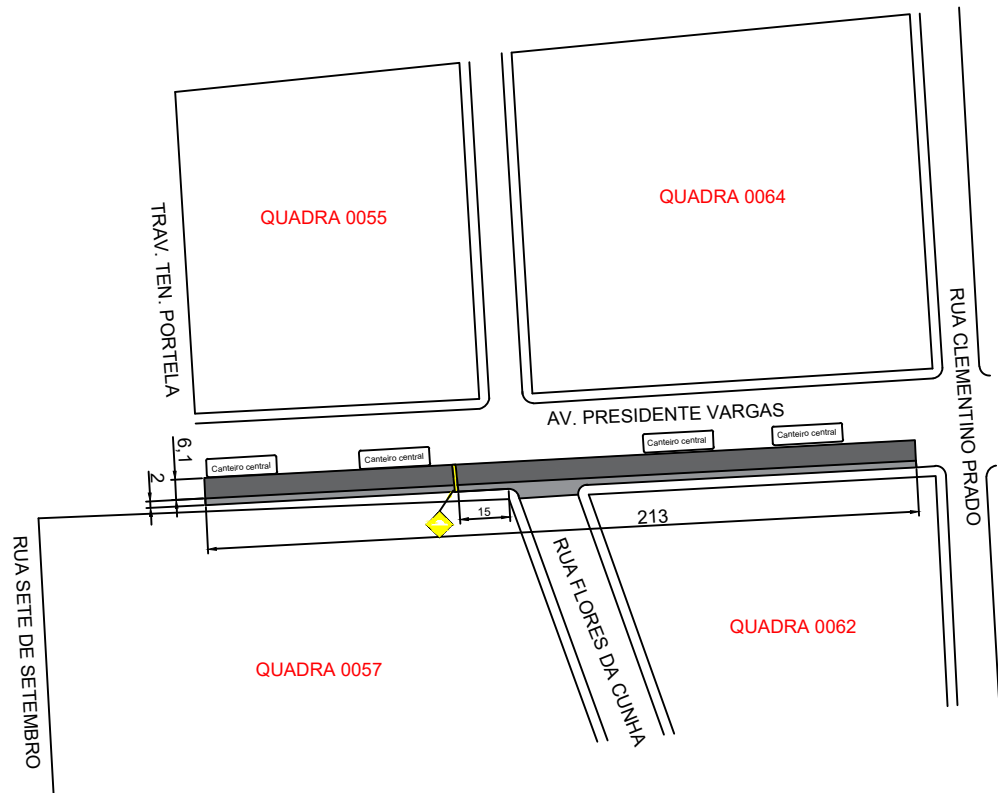 QUADRA 0064
QUADRA 0055
TRAV. TEN. PORTELA
RUA CLEMENTINO PRADO
AV. PRESIDENTE VARGAS
Canteiro central
Canteiro central
Canteiro central
Canteiro central
6,1
2
15
213
RUA SETE DE SETEMBRO
RUA FLORES DA CUNHA
QUADRA 0062
QUADRA 0057